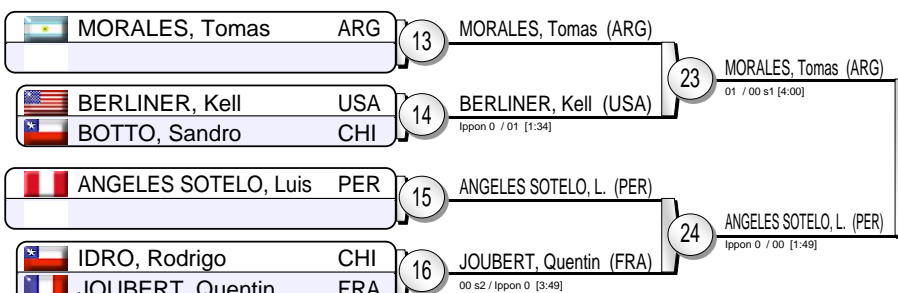 MORALES, Tomas ARG
13
MORALES, Tomas (ARG)
BERLINER, Kell USA
BOTTO, Sandro CHI
14
BERLINER, Kell (USA)
Ippon 0 / 01 [1:34]
23
MORALES, Tomas (ARG)
01 / 00 s1 [4:00]
ANGELES SOTELO, Luis PER
15
ANGELES SOTELO, L. (PER)
IDRO, Rodrigo CHI
JOUBERT, Quentin FRA
16
JOUBERT, Quentin (FRA)
00 s2 / Ippon 0 [3:49]
24
ANGELES SOTELO, L. (PER)
Ippon 0 / 00 [1:49]